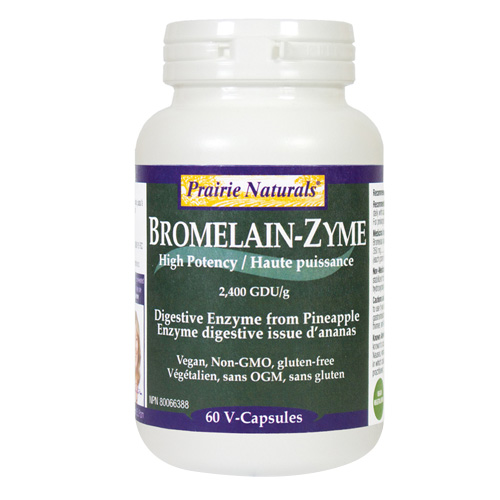 Prairie Naturals®
BROMELAIN-ZYME
High Potency / Haute puissance
2,400 GDU/g
Digestive Enzyme from Pineapple
Enzyme digestive issue d'ananas
Vegan, Non-GMO, gluten-free
Végétalien, sans OGM, sans gluten
NPN 80066388
60 V-Capsules